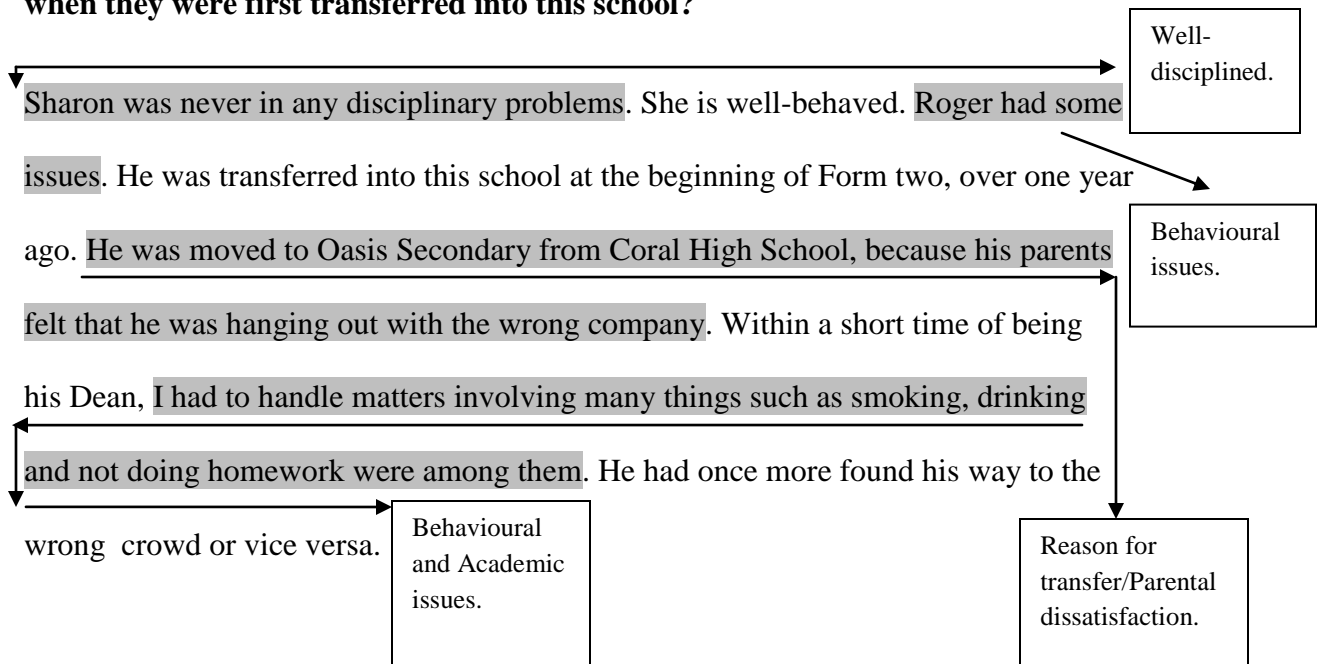 when they were first transferred into this school?
Well-
disciplined.
Sharon was never in any disciplinary problems. She is well-behaved. Roger had some
issues. He was transferred into this school at the beginning of Form two, over one year
Behavioural
issues.
ago. He was moved to Oasis Secondary from Coral High School, because his parents
felt that he was hanging out with the wrong company. Within a short time of being
his Dean, I had to handle matters involving many things such as smoking, drinking
and not doing homework were among them. He had once more found his way to the
wrong crowd or vice versa.
Behavioural
and Academic
issues.
Reason for
transfer/Parental
dissatisfaction.